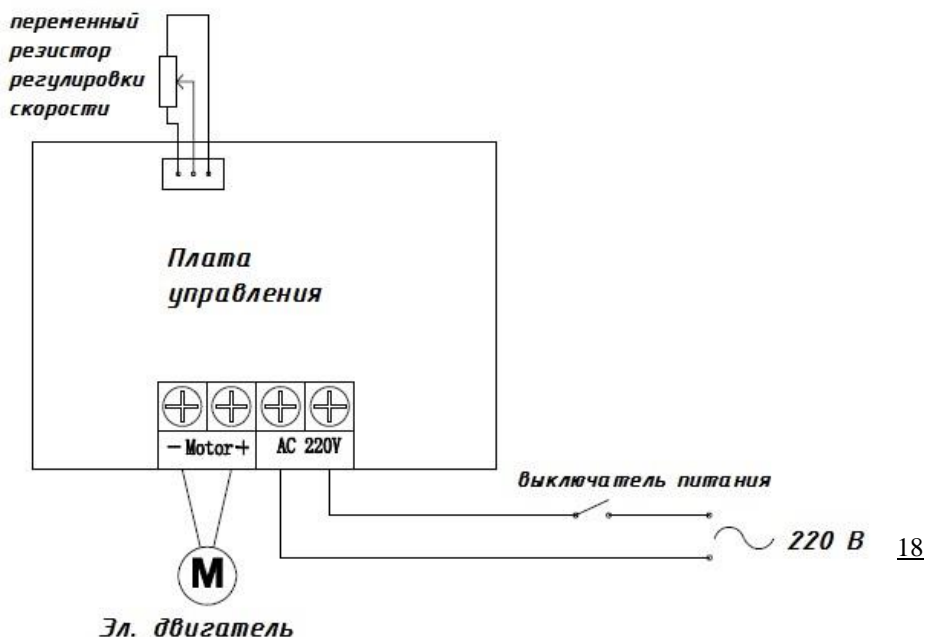 переменный
резистор
регулировки
скорости
Плата
управления
- Motor+ AC 220V
выключатель питания
220 В
18
M
Эл. двигатель